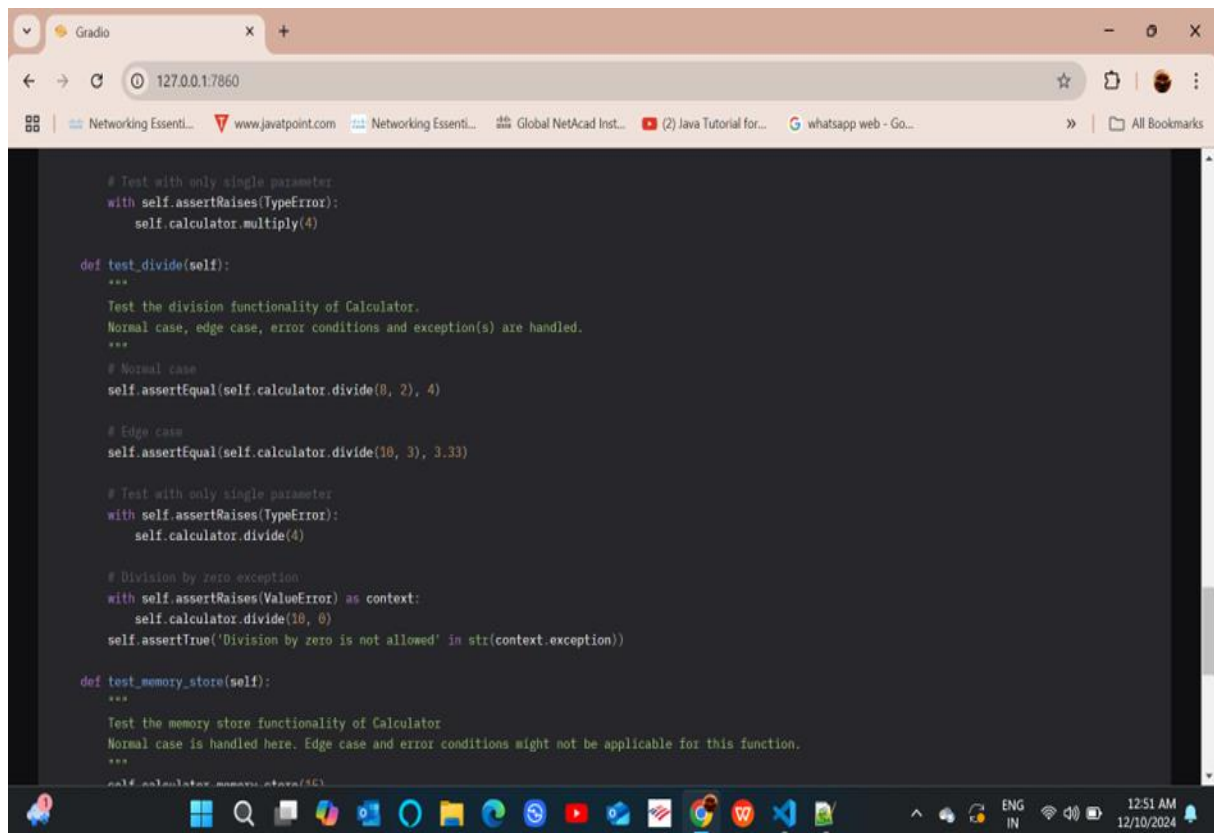 Gradio
127.0.0.1:7860
Networking Essenti...
www.javatpoint.com
Networking Essenti...
Global NetAcad Inst...
(2) Java Tutorial for...
whatsapp web - Go...
»
All Bookmarks
# Test with only single parameter
with self.assertRaises(TypeError):
self.calculator.multiply(4)
def test_divide(self):
"""
Test the division functionality of Calculator.
Normal case, edge case, error conditions and exception(s) are handled.
"""
# Normal case
self.assertEqual(self.calculator.divide(8, 2), 4)
# Edge case
self.assertEqual(self.calculator.divide(10, 3), 3.33)
# Test with only single parameter
with self.assertRaises(TypeError):
self.calculator.divide(4)
# Division by zero exception
with self.assertRaises(ValueError) as context:
self.calculator.divide(10, 0)
self.assertTrue('Division by zero is not allowed' in str(context.exception))
def test_memory_store(self):
"""
Test the memory store functionality of Calculator
Normal case is handled here. Edge case and error conditions might not be applicable for this function.
"""
self.calculator.memory_store(15)
1
ENG
IN
12:51 AM
12/10/2024